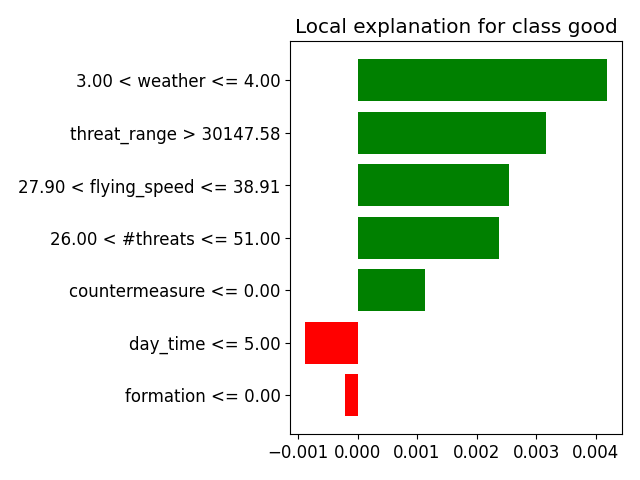 Local explanation for class good
3.00 < weather <= 4.00
threat_range > 30147.58
27.90 < flying_speed <= 38.91
26.00 < #threats <= 51.00
countermeasure <= 0.00
day_time <= 5.00
formation <= 0.00
−0.001 0.000 0.001 0.002 0.003 0.004